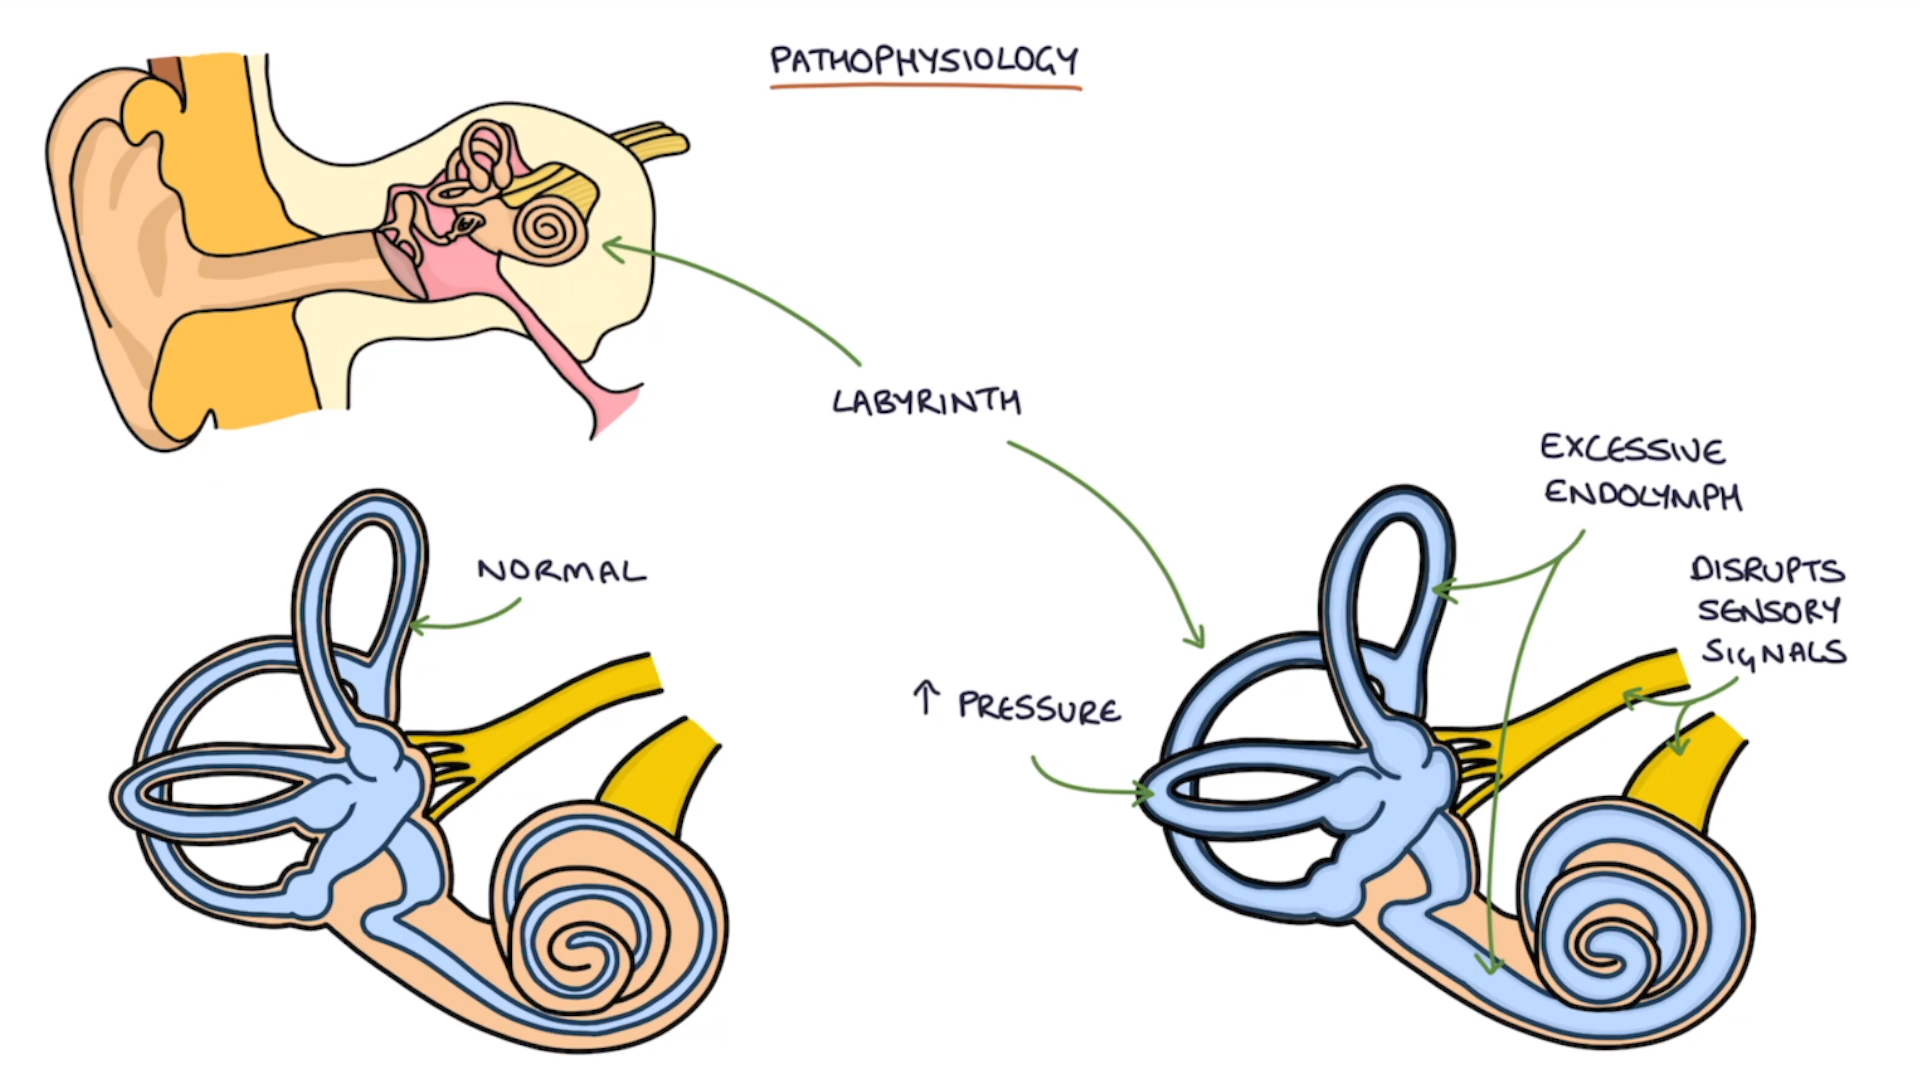 PATHOPHYSIOLOGY
LABYRINTH
NORMAL
↑ PRESSURE
EXCESSIVE
ENDOLYMPH
DISRUPTS
SENSORY
SIGNALS